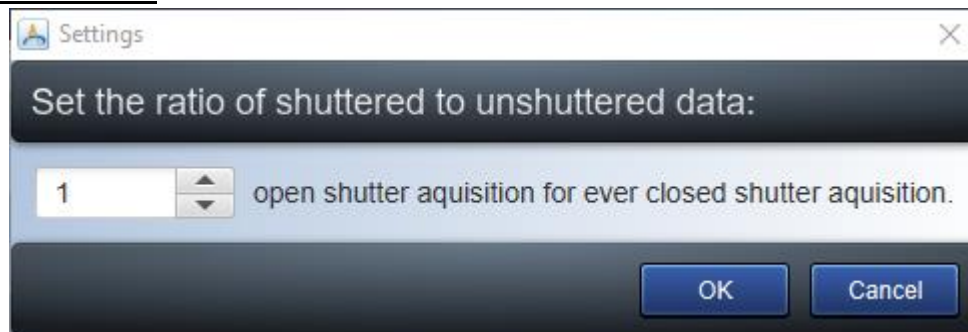 Settings
Set the ratio of shuttered to unshuttered data:
1 open shutter aquisition for ever closed shutter aquisition.
OK Cancel